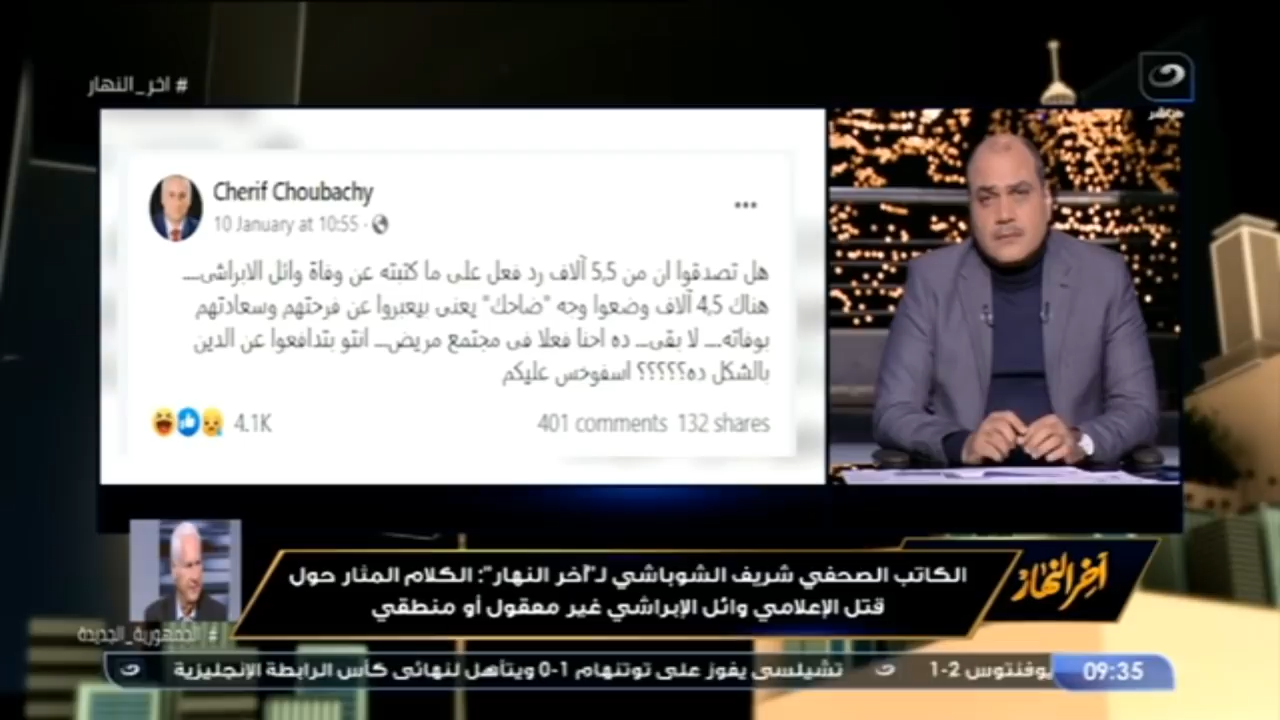 # اخر_النهار
مباشر
Cherif Choubachy
10 January at 10:55
هل تصدقوا ان من 5,5 آلاف رد فعل على ما كتبته عن وفاة وائل الابراشى...
هناك 4,5 آلاف وضعوا وجه "ضاحك" يعنى بيعبروا عن فرحتهم وسعادتهم
بوفاته... لا بقى.. ده احنا فعلا فى مجتمع مريض... انتو بتدافعوا عن الدين
بالشكل ده؟؟؟؟؟ اسفوخس عليكم
4.1K
401 comments 132 shares
آخر النهار
الكاتب الصحفي شريف الشوباشي لـ"آخر النهار": الكلام المثار حول
قتل الإعلامي وائل الإبراشي غير معقول أو منطقي
# الجمهورية_الجديدة
09:35
يوفنتوس 2-1
تشيلسى يفوز على توتنهام 1-0 ويتأهل لنهائى كأس الرابطة الإنجليزية